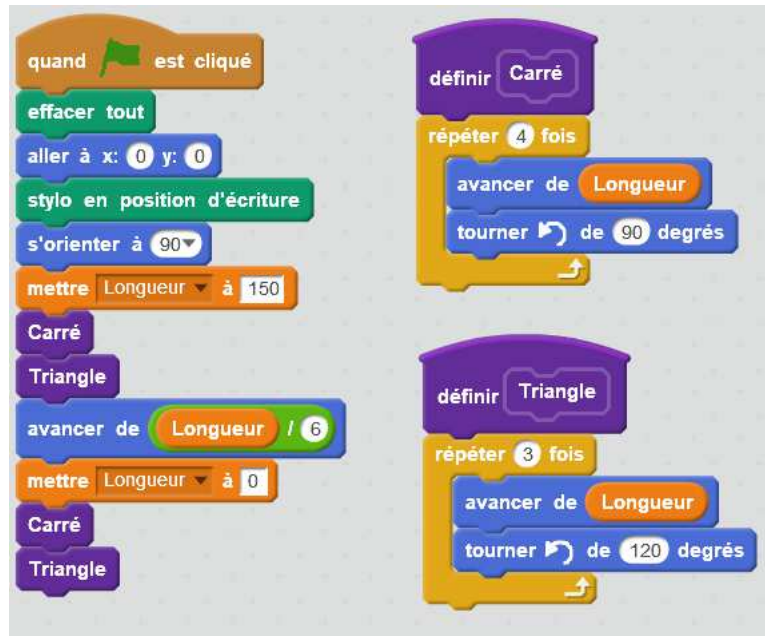 quand est cliqué
effacer tout
aller à x: 0 y: 0
stylo en position d'écriture
s'orienter à 90
mettre Longueur à 150
Carré
Triangle
avancer de Longueur / 6
mettre Longueur à 0
Carré
Triangle
définir Carré
répéter 4 fois
avancer de Longueur
tourner de 90 degrés
définir Triangle
répéter 3 fois
avancer de Longueur
tourner de 120 degrés